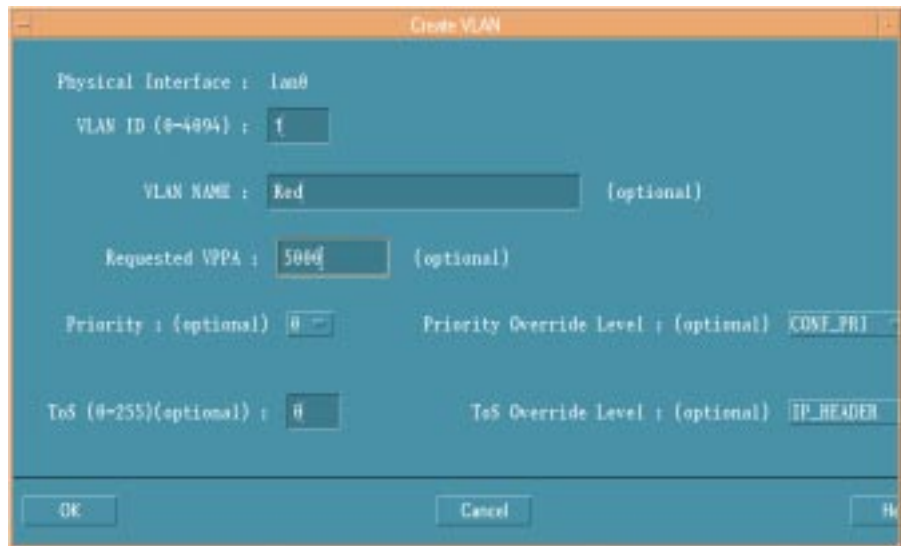 Create VLAN
Physical Interface : lan0
VLAN ID (0-4094) : 1
VLAN NAME : Red (optional)
Requested VPPA : 5000 (optional)
Priority : (optional) 0 Priority Override Level : (optional) CONF_PRI
ToS (0-255)(optional) : 0 ToS Override Level : (optional) IP_HEADER
OK Cancel He